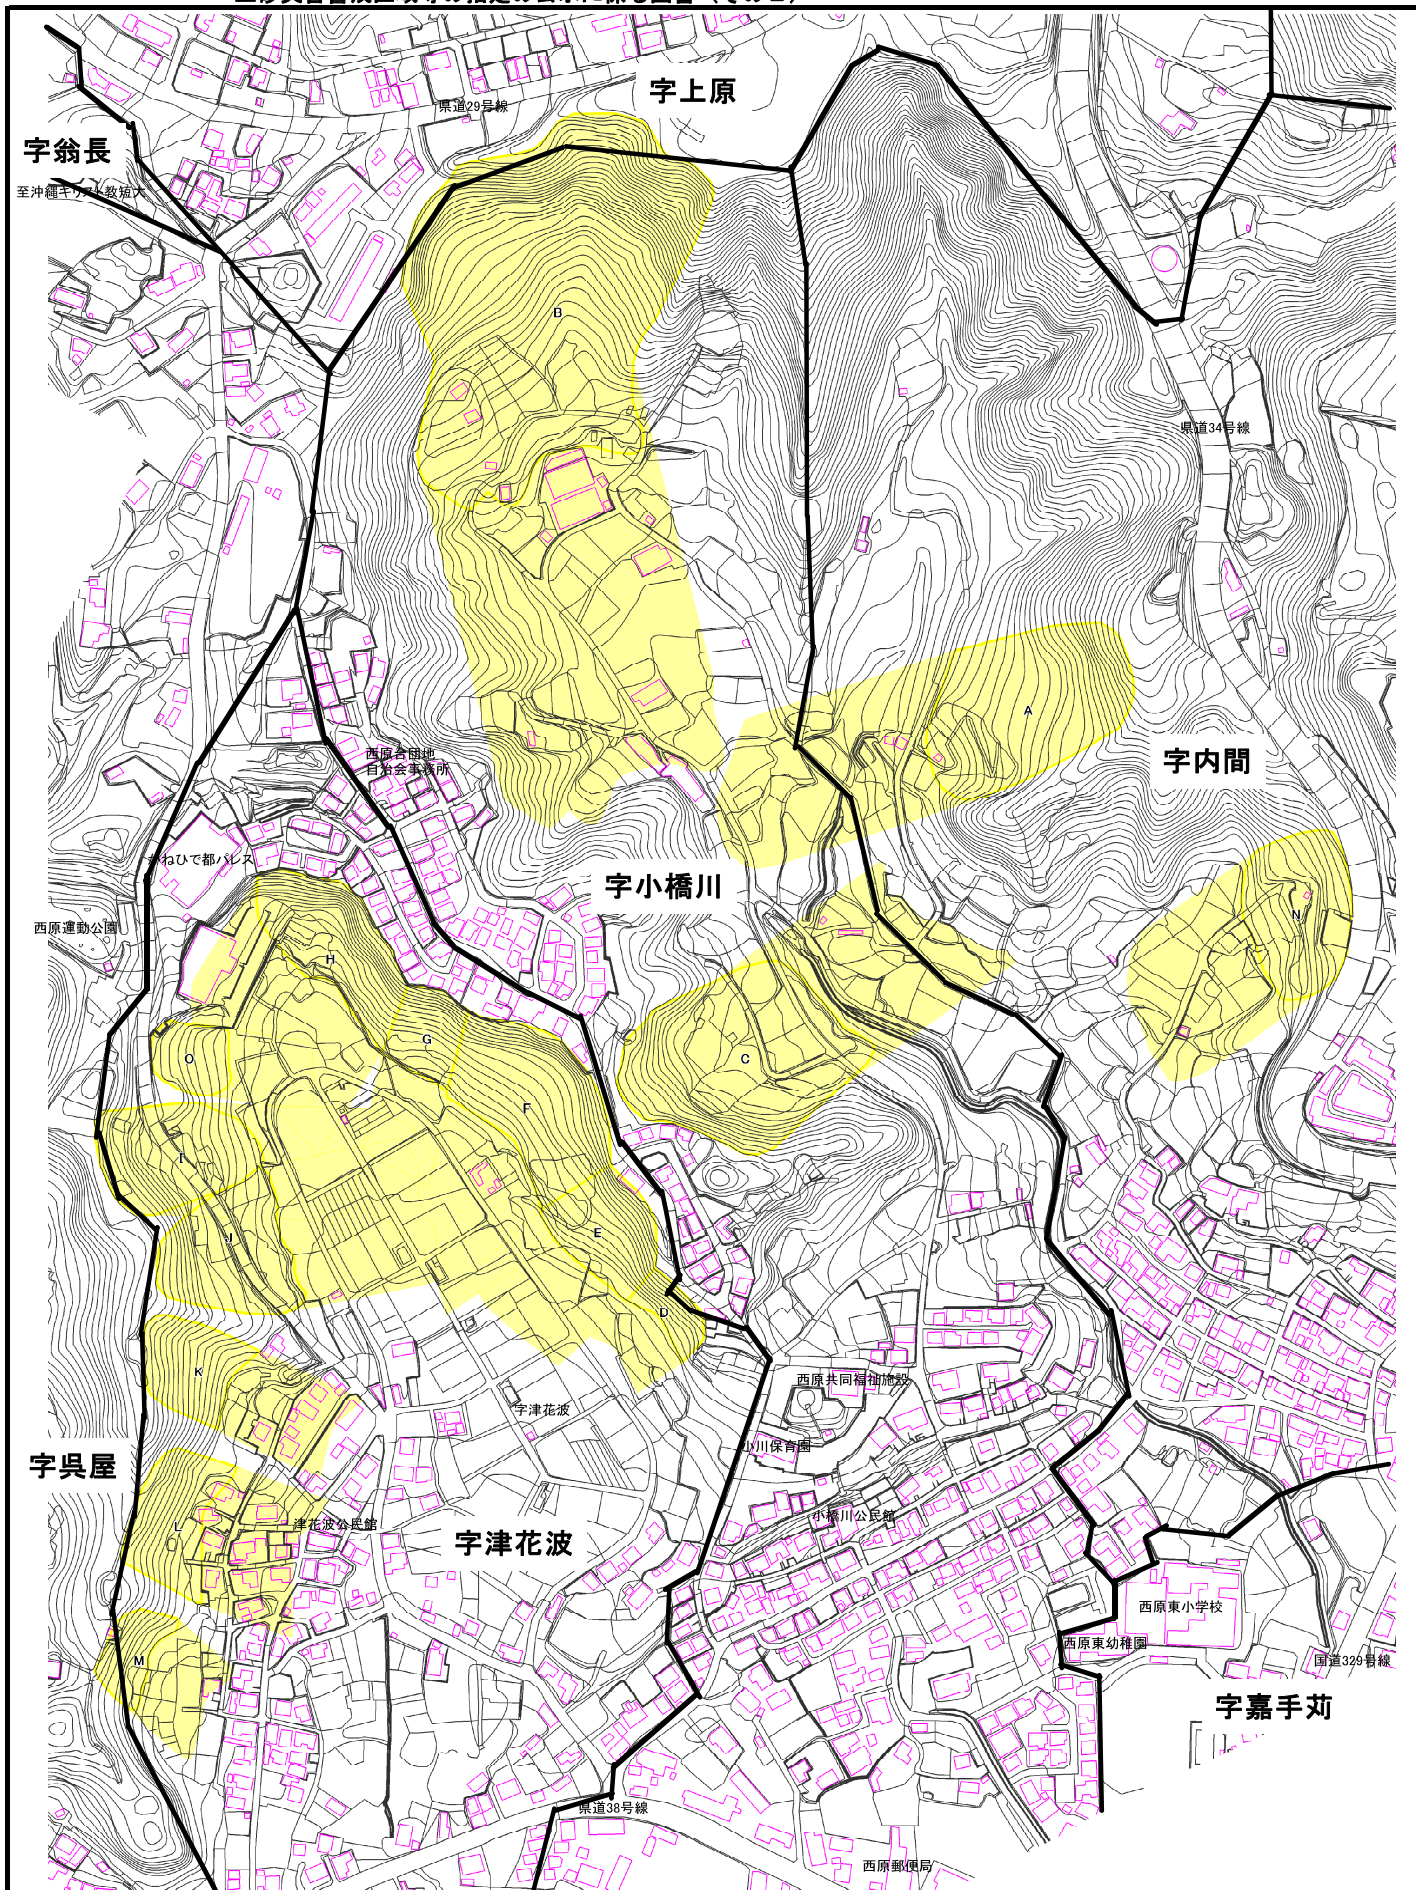 字上原
県道29号線
字翁長
至沖縄キリスト教短大
B
県道34号線
A
西原台団地
自治会事務所
字内間
かねひで都パレス
字小橋川
西原運動公園
N
H
G
O
C
F
I
J
E
D
K
西原共同福祉施設
字津花波
小川保育園
字呉屋
L
津花波公民館
小橋川公民館
字津花波
西原東小学校
西原東幼稚園
M
国道329号線
字嘉手苅
県道38号線
西原郵便局